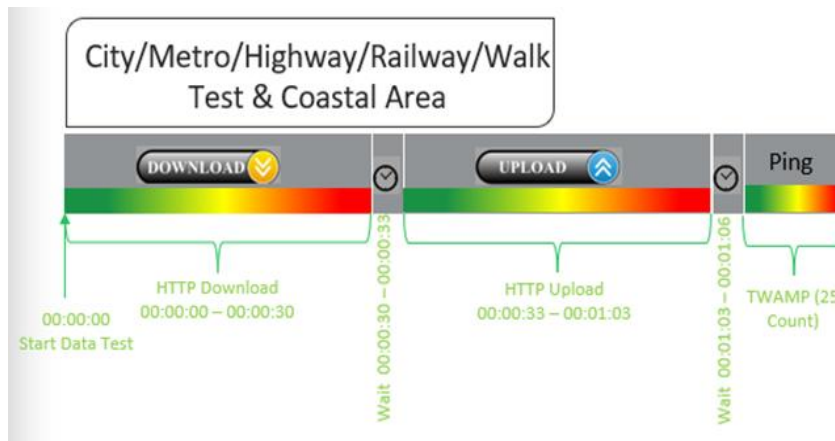 City/Metro/Highway/Railway/Walk
Test & Coastal Area
DOWNLOAD
UPLOAD
Ping
00:00:00
Start Data Test
HTTP Download
00:00:00 – 00:00:30
Wait 00:00:30 – 00:00:33
HTTP Upload
00:00:33 – 00:01:03
Wait 00:01:03 – 00:01:06
TWAMP (25
Count)